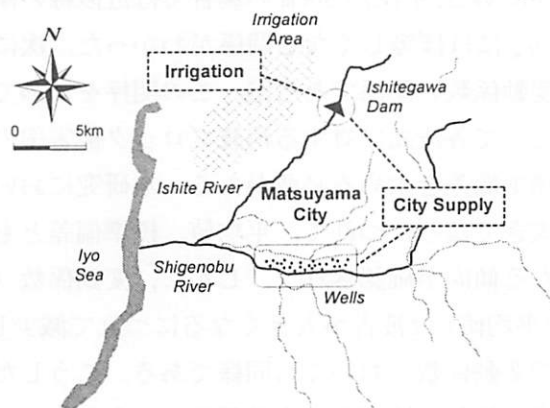 Irrigation
Area
N
Irrigation
Ishitegawa
Dam
0 5km
Ishite River
Matsuyama
City
City Supply
Iyo
Sea
Shigenobu
River
Wells